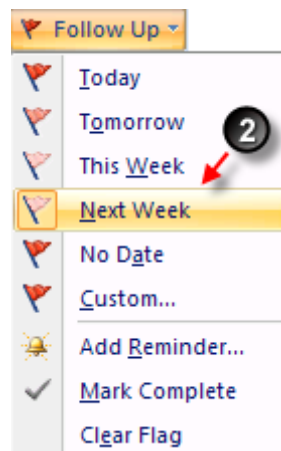 Follow Up
Today
Tomorrow
2
This Week
Next Week
No Date
Custom...
Add Reminder...
Mark Complete
Clear Flag